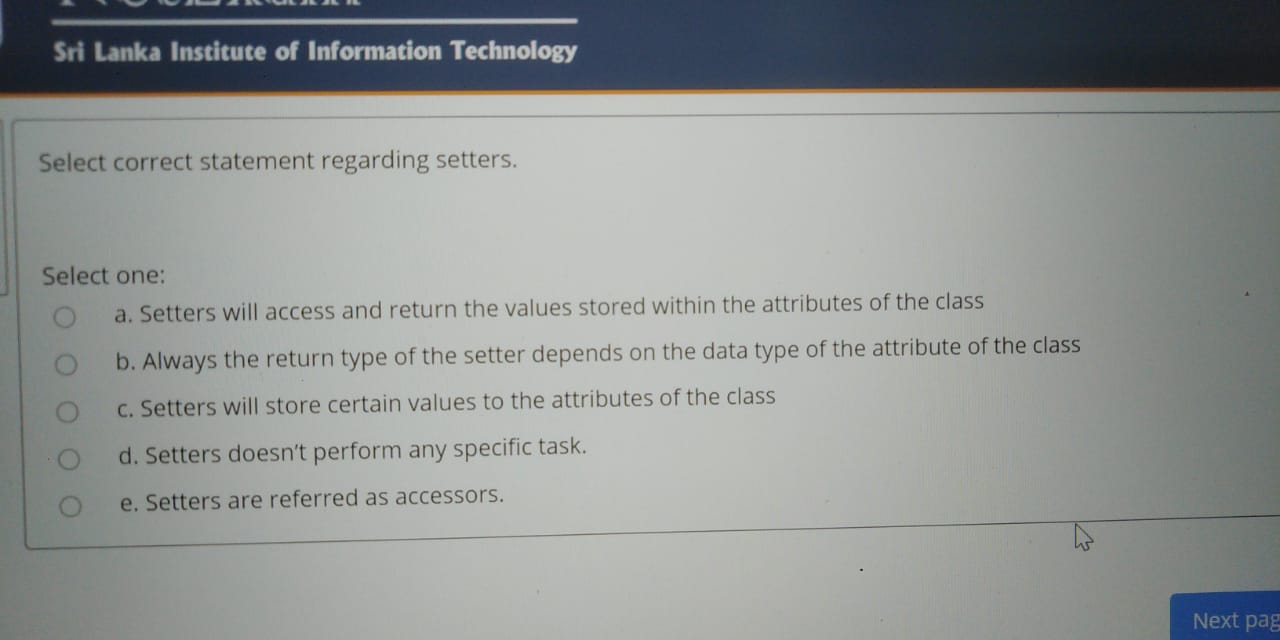 Sri Lanka Institute of Information Technology
Select correct statement regarding setters.
Select one:
a. Setters will access and return the values stored within the attributes of the class
b. Always the return type of the setter depends on the data type of the attribute of the class
c. Setters will store certain values to the attributes of the class
d. Setters doesn't perform any specific task.
e. Setters are referred as accessors.
Next pag